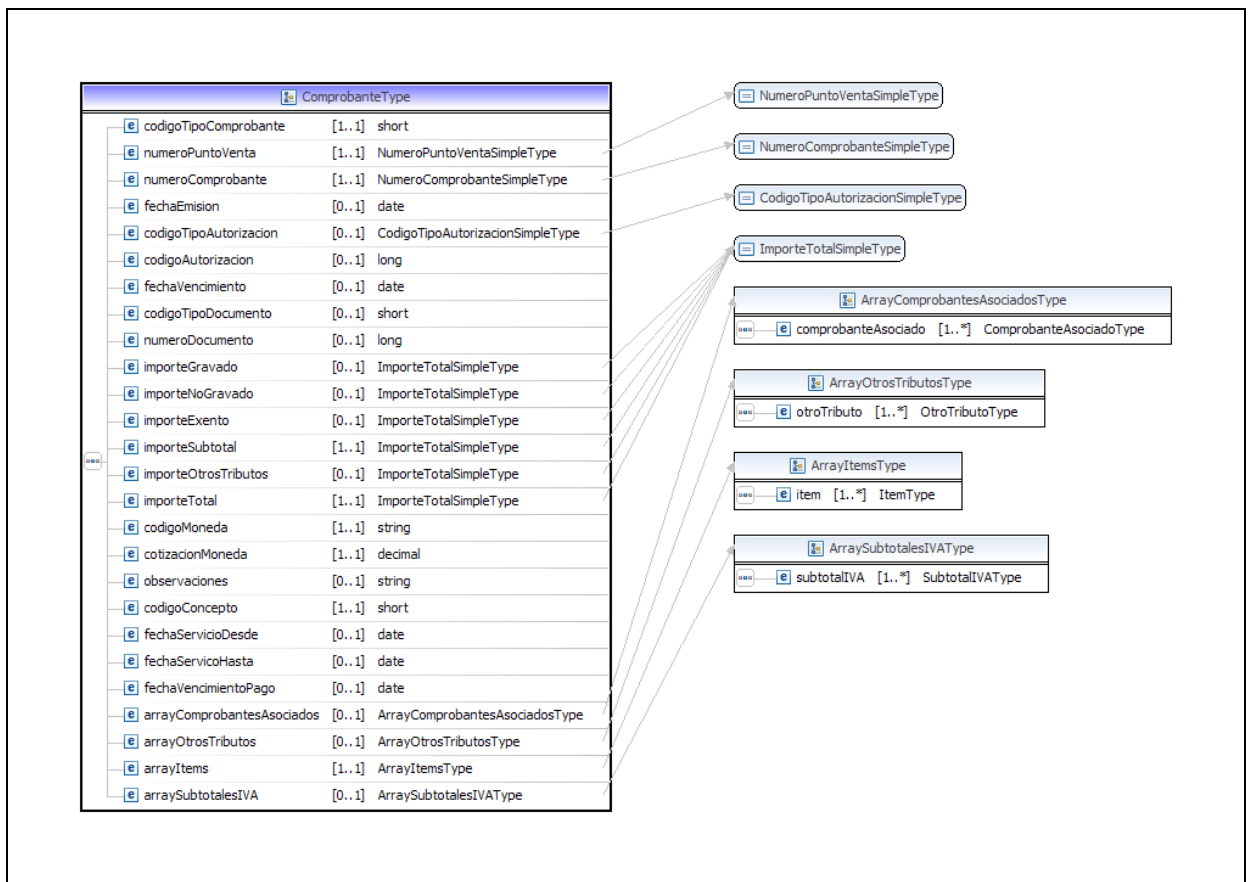 ComprobanteType
codigoTipoComprobante [1..1] short
numeroPuntoVenta [1..1] NumeroPuntoVentaSimpleType
numeroComprobante [1..1] NumeroComprobanteSimpleType
fechaEmision [0..1] date
codigoTipoAutorizacion [0..1] CodigoTipoAutorizacionSimpleType
codigoAutorizacion [0..1] long
fechaVencimiento [0..1] date
codigoTipoDocumento [0..1] short
numeroDocumento [0..1] long
importeGravado [0..1] ImporteTotalSimpleType
importeNoGravado [0..1] ImporteTotalSimpleType
importeExento [0..1] ImporteTotalSimpleType
importeSubtotal [1..1] ImporteTotalSimpleType
importeOtrosTributos [0..1] ImporteTotalSimpleType
importeTotal [1..1] ImporteTotalSimpleType
codigoMoneda [1..1] string
cotizacionMoneda [1..1] decimal
observaciones [0..1] string
codigoConcepto [1..1] short
fechaServicioDesde [0..1] date
fechaServicoHasta [0..1] date
fechaVencimientoPago [0..1] date
arrayComprobantesAsociados [0..1] ArrayComprobantesAsociadosType
arrayOtrosTributos [0..1] ArrayOtrosTributosType
arrayItems [1..1] ArrayItemsType
arraySubtotalesIVA [0..1] ArraySubtotalesIVAType
NumeroPuntoVentaSimpleType
NumeroComprobanteSimpleType
CodigoTipoAutorizacionSimpleType
ImporteTotalSimpleType
ArrayComprobantesAsociadosType
comprobanteAsociado [1..*] ComprobanteAsociadoType
ArrayOtrosTributosType
otroTributo [1..*] OtroTributoType
ArrayItemsType
item [1..*] ItemType
ArraySubtotalesIVAType
subtotalIVA [1..*] SubtotalIVAType